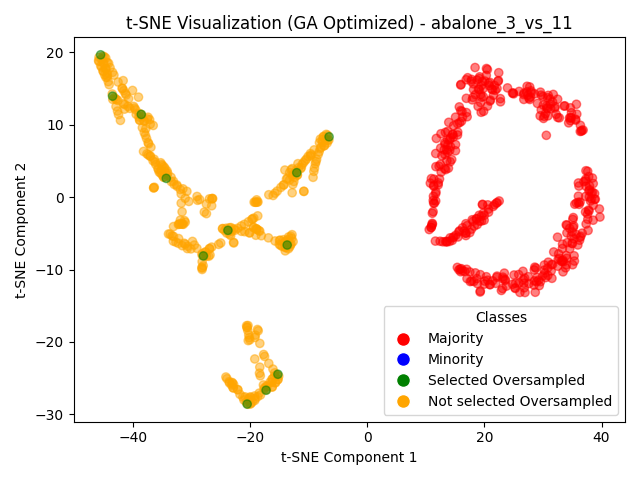 t-SNE Visualization (GA Optimized) - abalone_3_vs_11
20
10
0
−10
−20
−30
t-SNE Component 2
−40
−20
0
20
40
t-SNE Component 1
Classes
Majority
Minority
Selected Oversampled
Not selected Oversampled